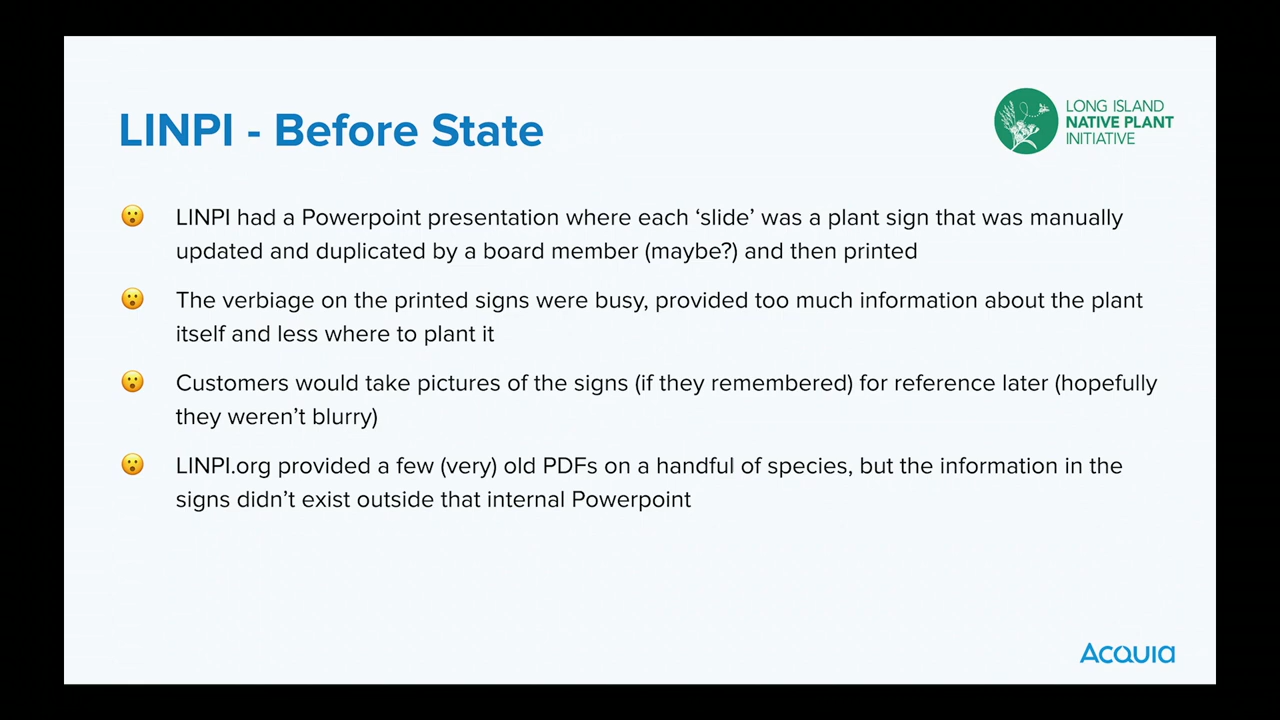 LINPI - Before State
LONG ISLAND
NATIVE PLANT
INITIATIVE
LINPI had a Powerpoint presentation where each ‘slide’ was a plant sign that was manually
updated and duplicated by a board member (maybe?) and then printed
The verbiage on the printed signs were busy, provided too much information about the plant
itself and less where to plant it
Customers would take pictures of the signs (if they remembered) for reference later (hopefully
they weren’t blurry)
LINPI.org provided a few (very) old PDFs on a handful of species, but the information in the
signs didn’t exist outside that internal Powerpoint
Acquia